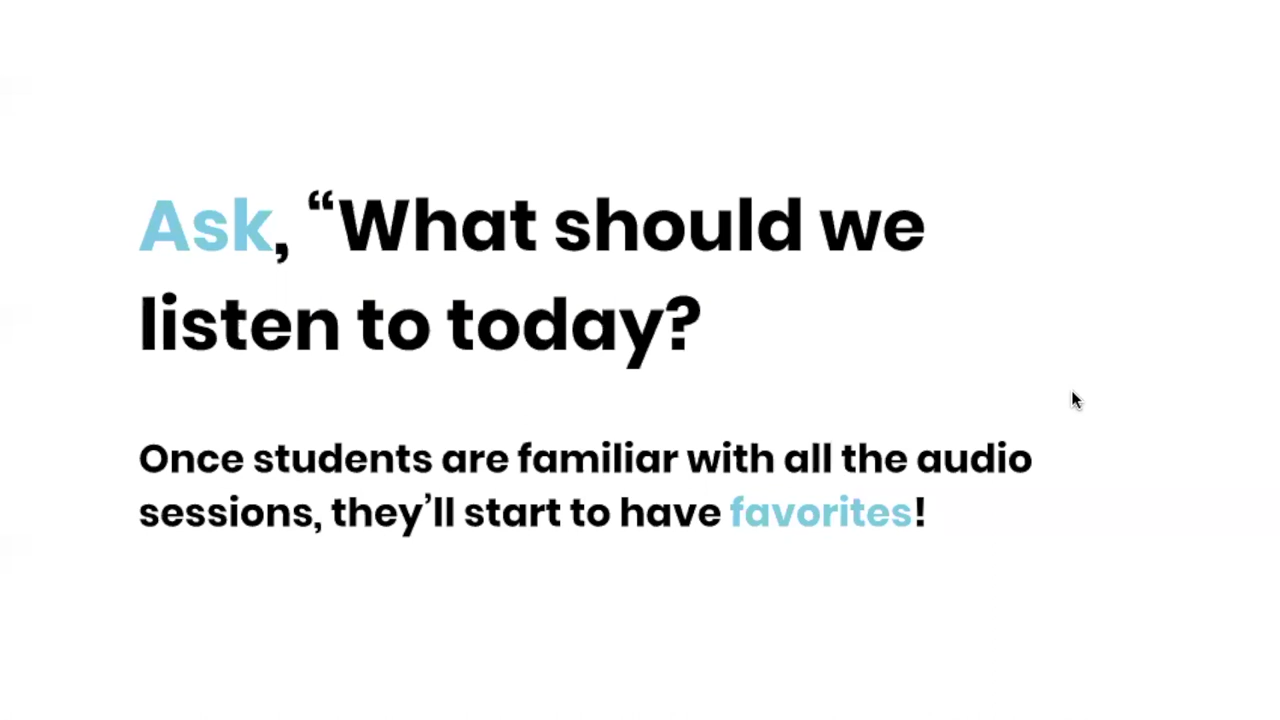 Ask, “What should we
listen to today?
Once students are familiar with all the audio
sessions, they’ll start to have favorites!